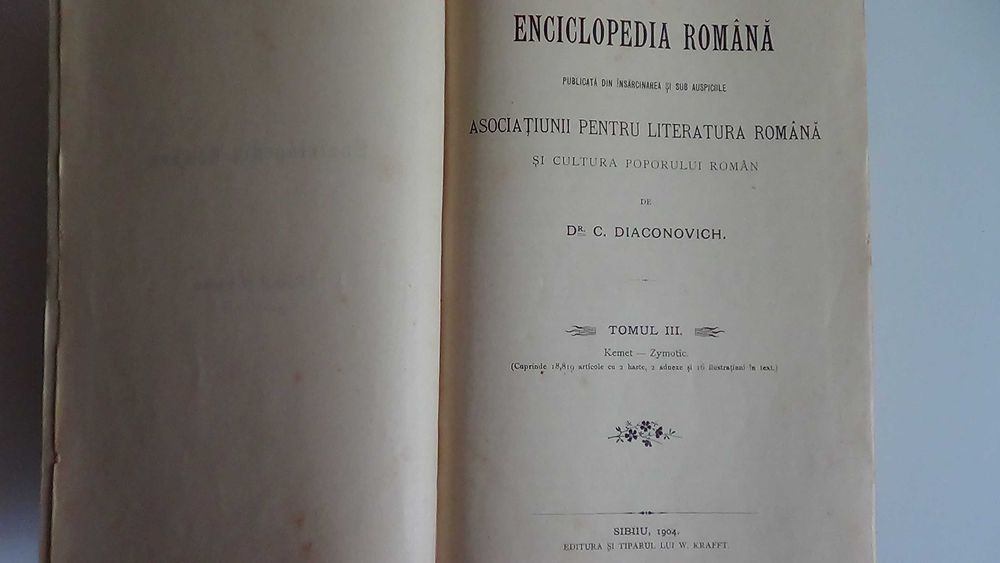 ENCICLOPEDIA ROMÂNĂ
PUBLICATĂ DIN ÎNSĂRCINAREA ȘI SUB AUSPICIILE
ASOCIAȚIUNII PENTRU LITERATURA ROMÂNĂ
ȘI CULTURA POPORULUI ROMÂN
DE
DR. C. DIACONOVICH.
TOMUL III.
Kemet — Zymotic.
(Cuprinde 18,819 articole cu 2 harte, 2 adnexe și 16 ilustrațiuni în text.)
SIBIIU, 1904.
EDITURA ȘI TIPARUL LUI W. KRAFFT.